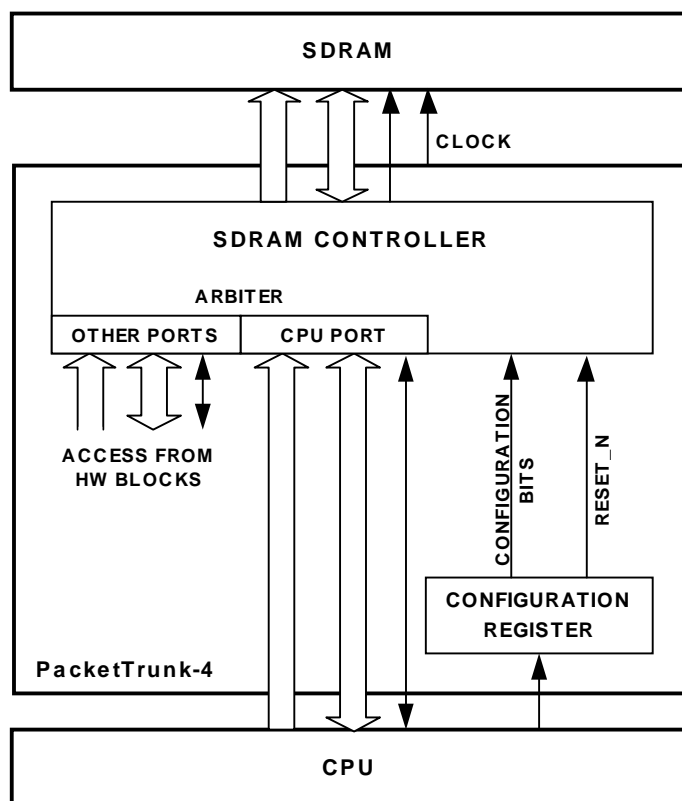 SDRAM
CLOCK
SDRAM CONTROLLER
ARBITER
OTHER PORTS
CPU PORT
ACCESS FROM
HW BLOCKS
CONFIGURATION
BITS
RESET_N
CONFIGURATION
REGISTER
PacketTrunk-4
CPU